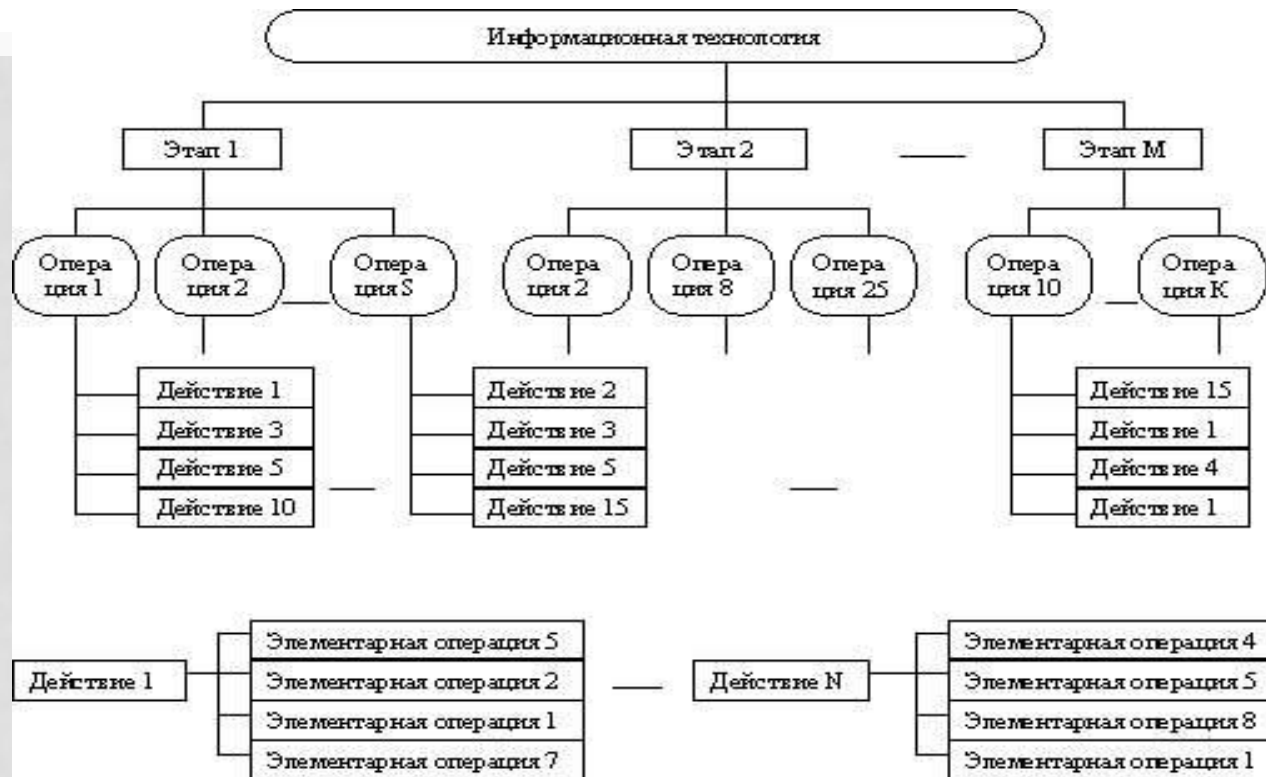 Информационная технология
Этап 1
Этап 2
Этап M
Опера
ция 1
Опера
ция 2
Опера
ция S
Опера
ция 2
Опера
ция 8
Опера
ция 25
Опера
ция 10
Опера
ция К
Действие 1
Действие 3
Действие 5
Действие 10
Действие 2
Действие 3
Действие 5
Действие 15
Действие 15
Действие 1
Действие 4
Действие 1
Действие 1
Элементарная операция 5
Элементарная операция 2
Элементарная операция 1
Элементарная операция 7
Действие N
Элементарная операция 4
Элементарная операция 5
Элементарная операция 8
Элементарная операция 1